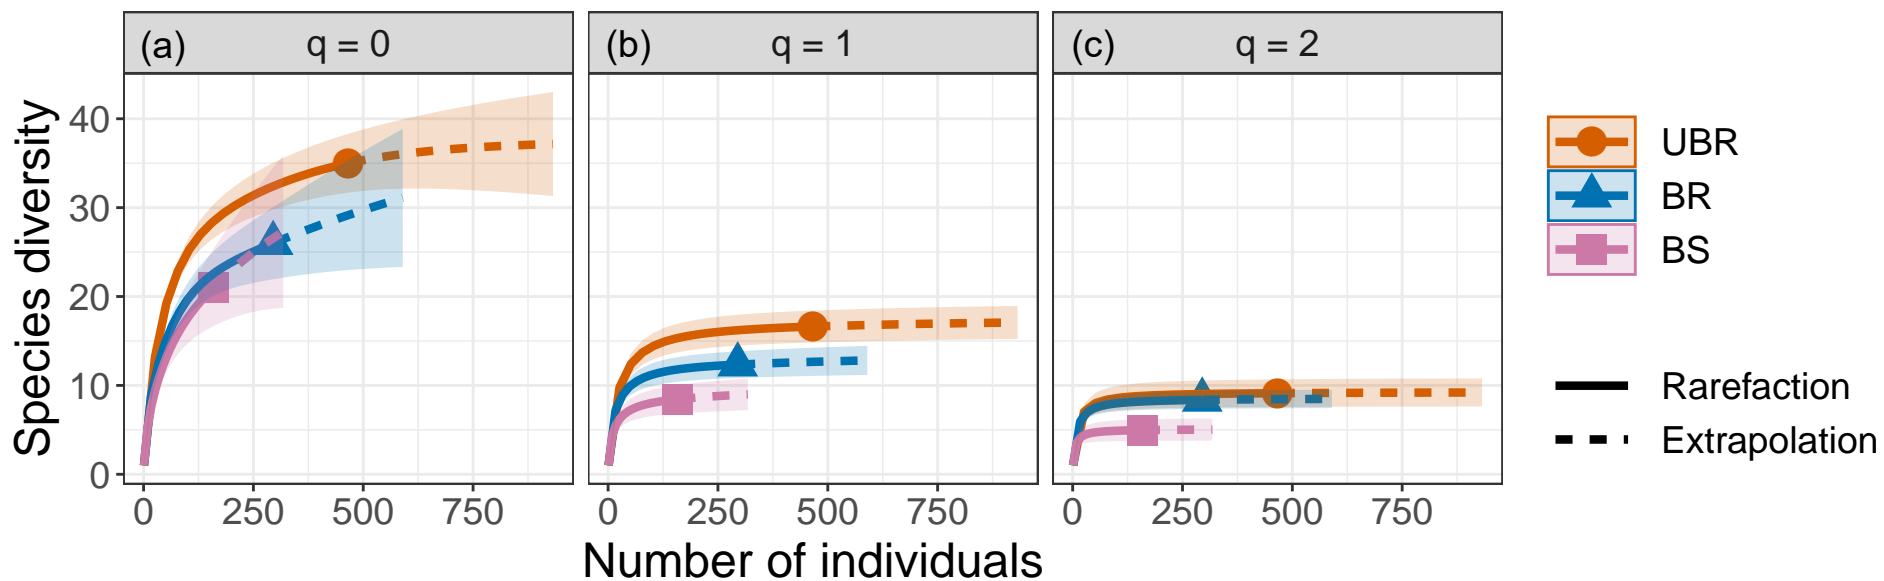 (a) q = 0
(b) q = 1
(c) q = 2
Species diversity
40
30
20
10
0
0 250 500 750
0 250 500 750
0 250 500 750
Number of individuals
UBR
BR
BS
Rarefaction
Extrapolation